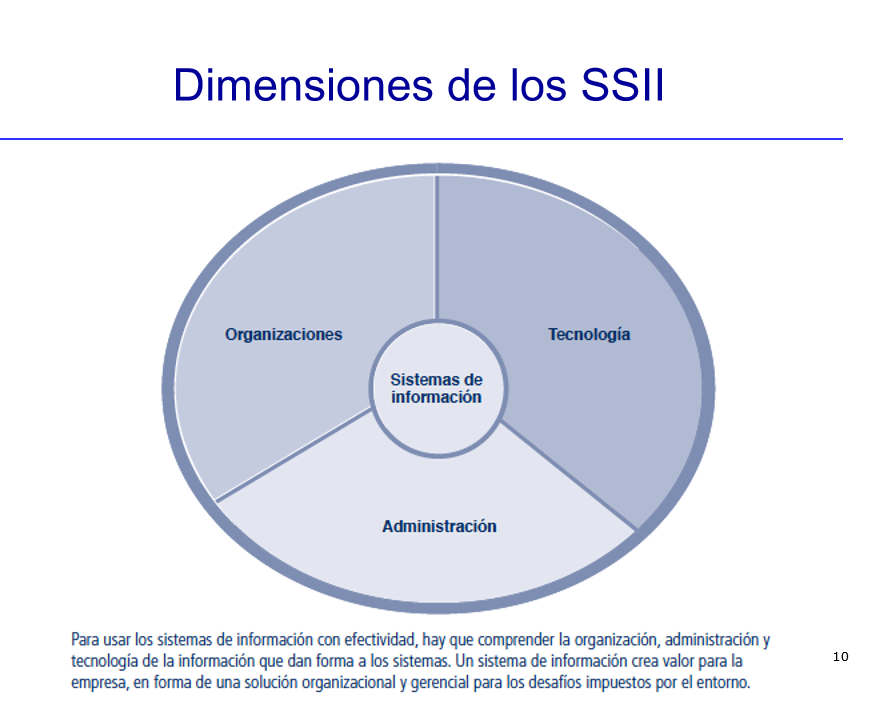 Dimensiones de los SSII
Organizaciones
Tecnología
Sistemas de
información
Administración
Para usar los sistemas de información con efectividad, hay que comprender la organización, administración y
tecnología de la información que dan forma a los sistemas. Un sistema de información crea valor para la
empresa, en forma de una solución organizacional y gerencial para los desafíos impuestos por el entorno.
10